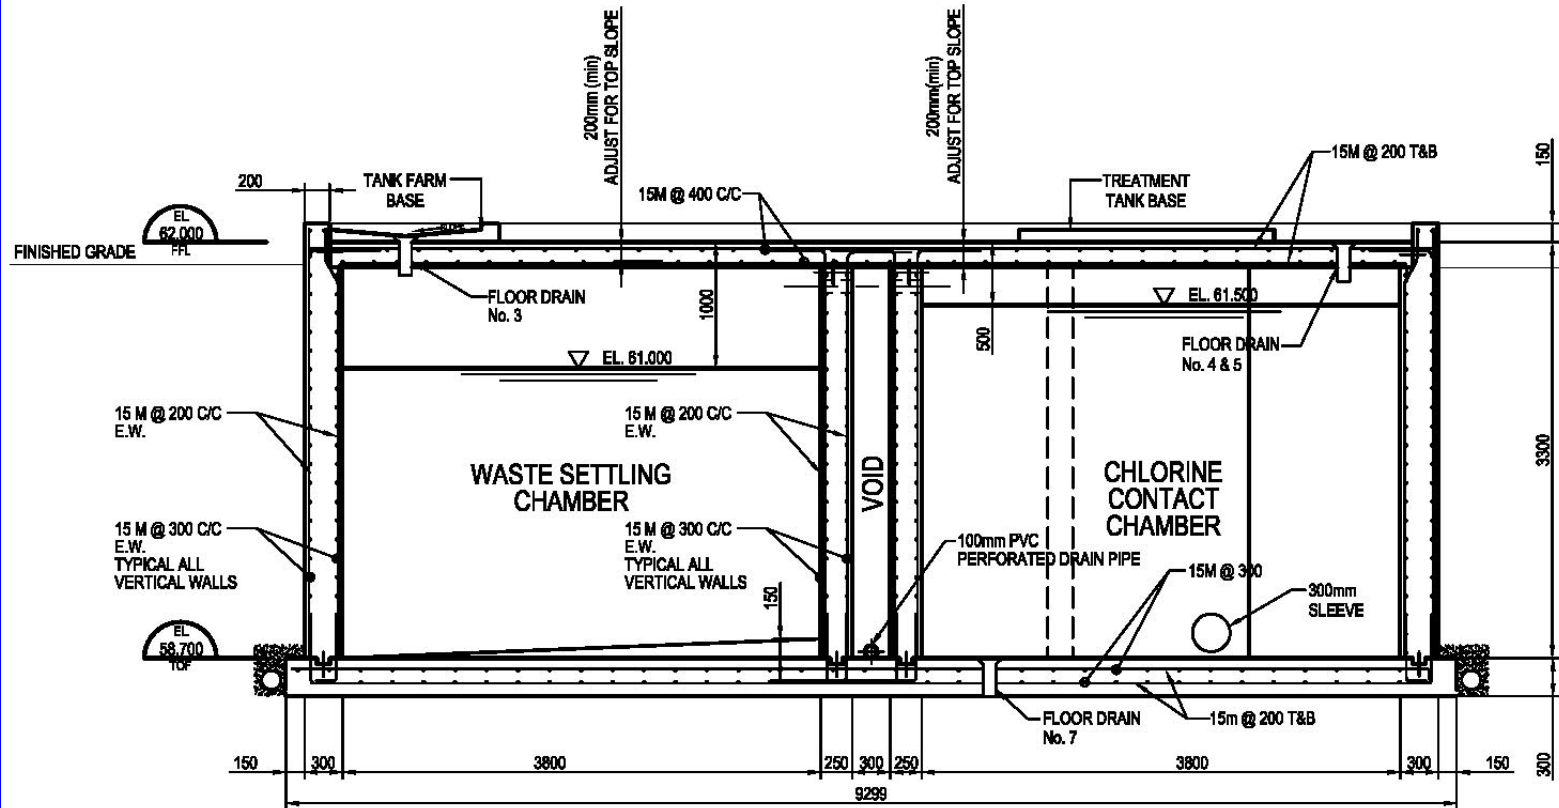 200mm (min)
ADJUST FOR TOP SLOPE
200mm(min)
ADJUST FOR TOP SLOPE
15M @ 200 T&B
150
200
TANK FARM
BASE
15M @ 400 C/C
TREATMENT
TANK BASE
EL
62.000
FFL
FINISHED GRADE
FLOOR DRAIN
No. 3
1000
EL. 61.500
500
FLOOR DRAIN
No. 4 & 5
EL. 61.000
15 M @ 200 C/C
E.W.
15 M @ 200 C/C
E.W.
WASTE SETTLING
CHAMBER
VOID
CHLORINE
CONTACT
CHAMBER
3300
15 M @ 300 C/C
E.W.
TYPICAL ALL
VERTICAL WALLS
15 M @ 300 C/C
E.W.
TYPICAL ALL
VERTICAL WALLS
100mm PVC
PERFORATED DRAIN PIPE
15M @ 300
150
300mm
SLEEVE
EL
58.700
TOF
FLOOR DRAIN
No. 7
15m @ 200 T&B
150
300
3800
250
300
250
3800
300
150
300
9299